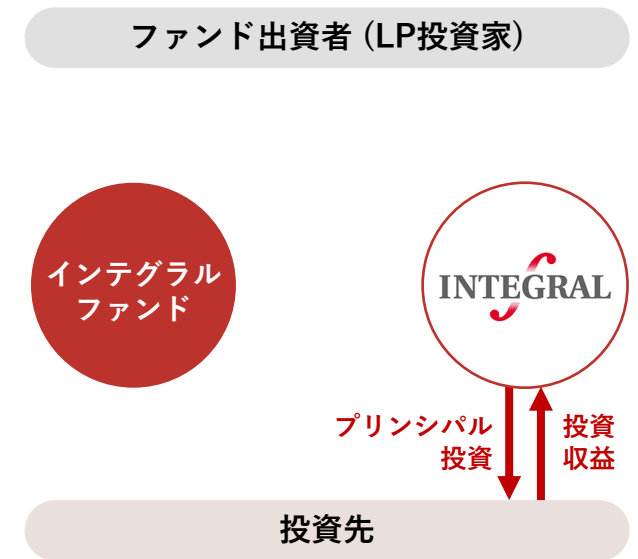 ファンド出資者 (LP投資家)
インテグラル
ファンド
INTEGRAL
プリンシパル
投資
投資
収益
投資先